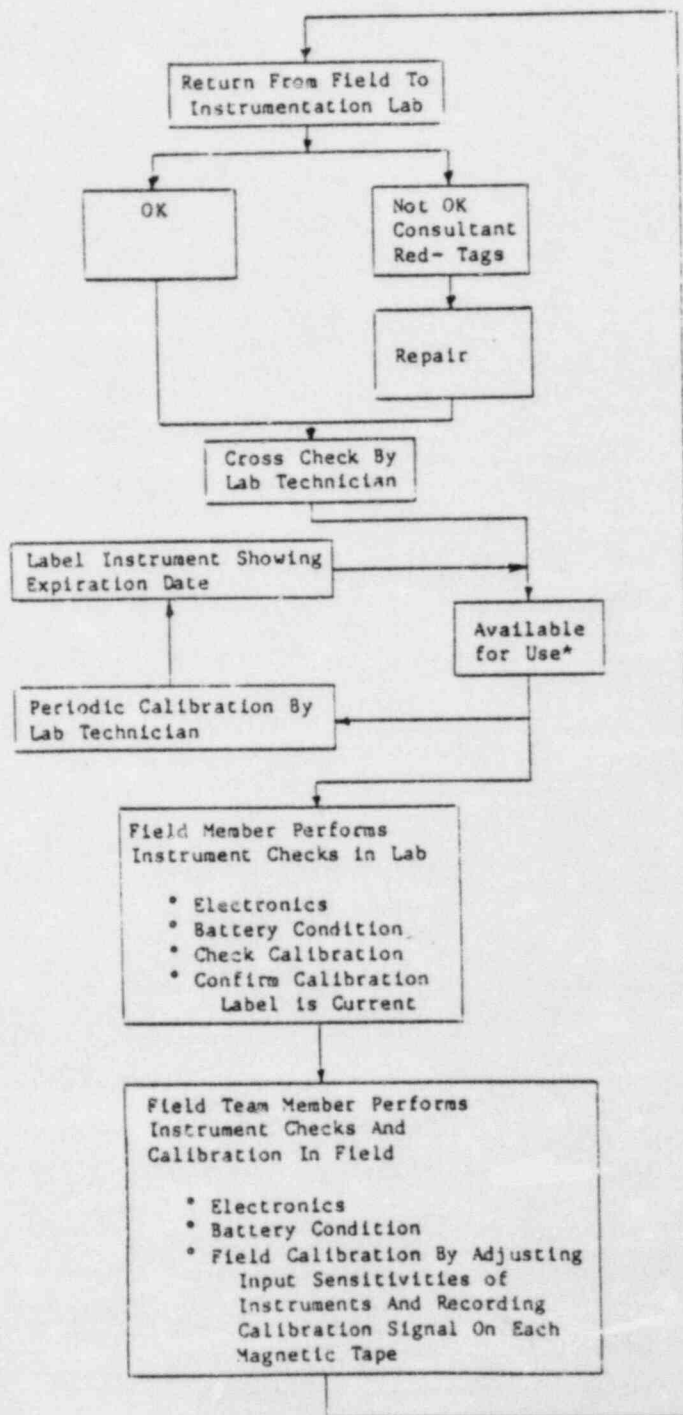 Return From Field To
Instrumentation Lab
OK
Not OK
Consultant
Red- Tags
Repair
Cross Check By
Lab Technician
Label Instrument Showing
Expiration Date
Available
for Use*
Periodic Calibration By
Lab Technician
Field Member Performs
Instrument Checks in Lab
* Electronics
* Battery Condition
* Check Calibration
* Confirm Calibration
Label is Current
Field Team Member Performs
Instrument Checks And
Calibration In Field
* Electronics
* Battery Condition
* Field Calibration By Adjusting
Input Sensitivities of
Instruments And Recording
Calibration Signal On Each
Magnetic Tape